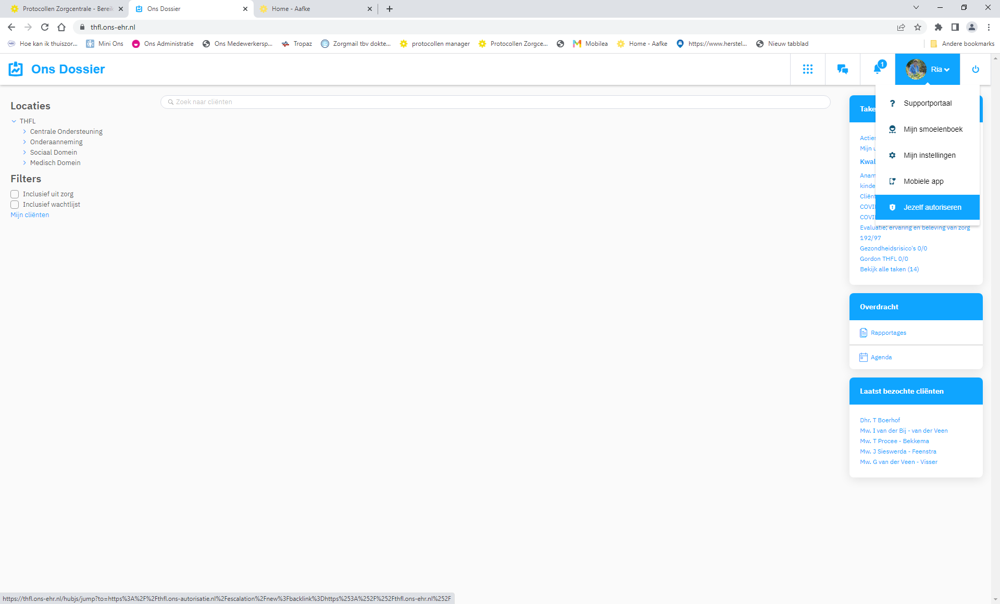 Protocollen Zorgcentrale - Bereik
Ons Dossier
Home - Aafke
thfl.ons-ehr.nl
Hoe kan ik thuiszor...
Mini Ons
Ons Administratie
Ons Medewerkersp...
Tropaz
Zorgmail tbv dokte...
protocollen manager
Protocollen Zorgce...
Mobilea
Home - Aafke
https://www.herstel...
Nieuw tabblad
Andere bookmarks
Ons Dossier
1
Ria
Locaties
THFL
Centrale Ondersteuning
Onderaanneming
Sociaal Domein
Medisch Domein
Filters
Inclusief uit zorg
Inclusief wachtlijst
Mijn cliënten
Zoek naar cliënten
Supportportaal
Mijn smoelenboek
Mijn instellingen
Mobiele app
Jezelf autoriseren
Take
Acties
Mijn u
Kwal
Anam
kinde
Cliënt
COVI
COVI
Evaluatie; ervaring en beleving van zorg
192/97
Gezondheidsrisico's 0/0
Gordon THFL 0/0
Bekijk alle taken (14)
Overdracht
Rapportages
Agenda
Laatst bezochte cliënten
Dhr. T Boerhof
Mw. I van der Bij - van der Veen
Mw. T Procee - Bekkema
Mw. J Sieswerda - Feenstra
Mw. G van der Veen - Visser
https://thfl.ons-ehr.nl/hubjs/jump?to=https%3A%2F%2Fthfl.ons-autorisatie.nl%2Fescalation%2Fnew%3Fbacklink%3Dhttps%253A%252F%252Fthfl.ons-ehr.nl%252F